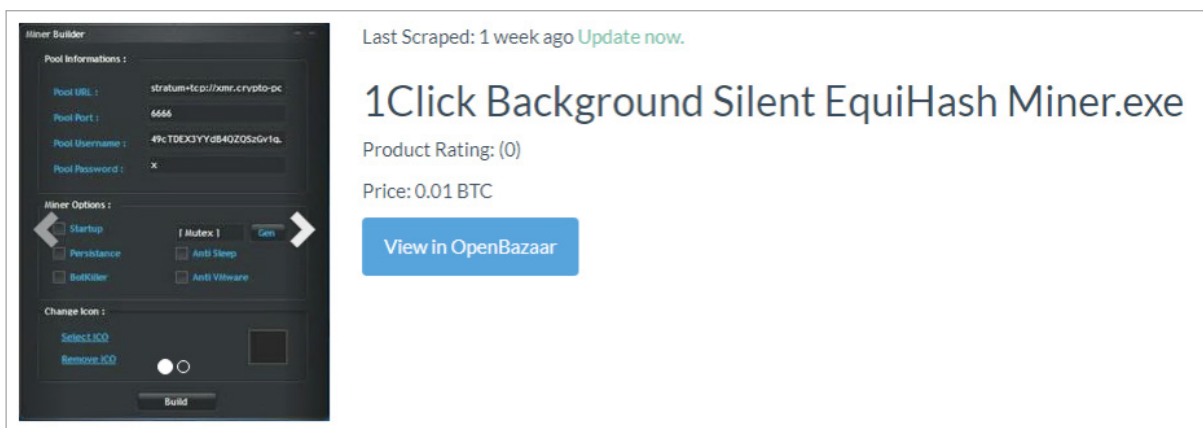 Miner Builder
Pool Informations :
Pool URL : stratum+tcp://xmr.crypto-pc
Pool Port : 6666
Pool Username : 49cTDEX3YYdB4QZQSzGv1q.
Pool Password : x
Miner Options :
Startup [ Mutex ] Gen
Persistance Anti Sleep
BotKiller Anti VMware
Change Icon :
Select ICO
Remove ICO
Build
Last Scraped: 1 week ago Update now.
1Click Background Silent EquiHash Miner.exe
Product Rating: (0)
Price: 0.01 BTC
View in OpenBazaar